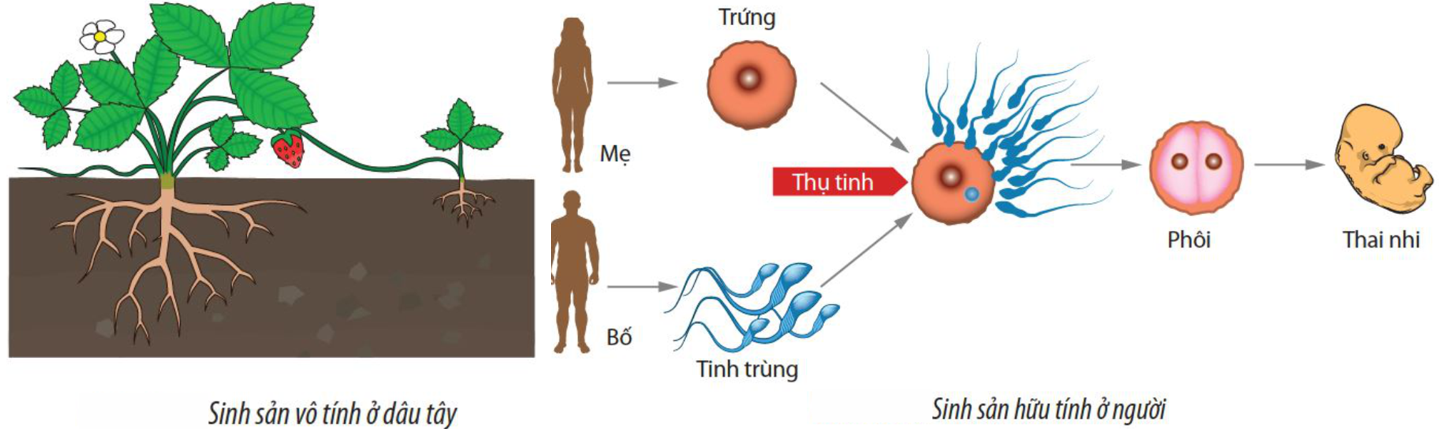 Trứng
Mẹ
Thụ tinh
Phôi
Thai nhi
Bố
Tinh trùng
Sinh sản vô tính ở dâu tây
Sinh sản hữu tính ở người